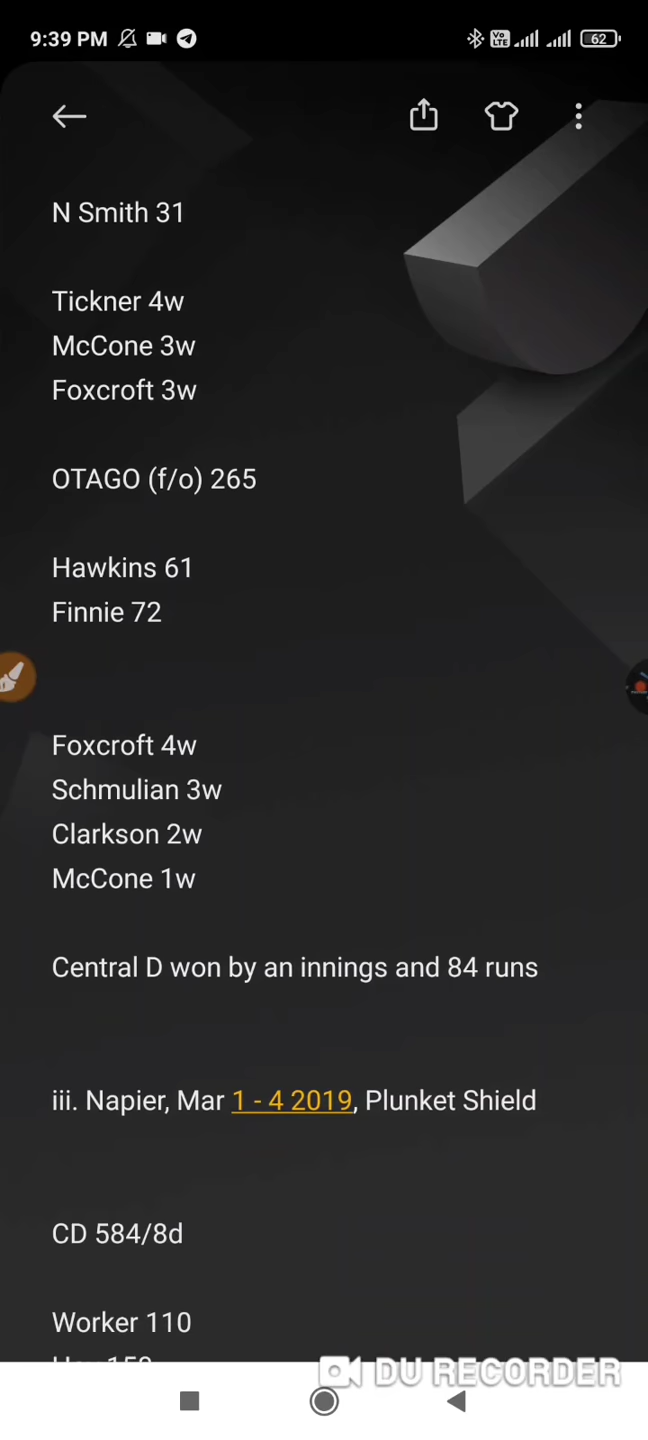 9:39 PM
Vo LTE
62
N Smith 31
Tickner 4w
McCone 3w
Foxcroft 3w
OTAGO (f/o) 265
Hawkins 61
Finnie 72
Foxcroft 4w
Schmulian 3w
Clarkson 2w
McCone 1w
Central D won by an innings and 84 runs
iii. Napier, Mar 1 - 4 2019, Plunket Shield
CD 584/8d
Worker 110
DU RECORDER